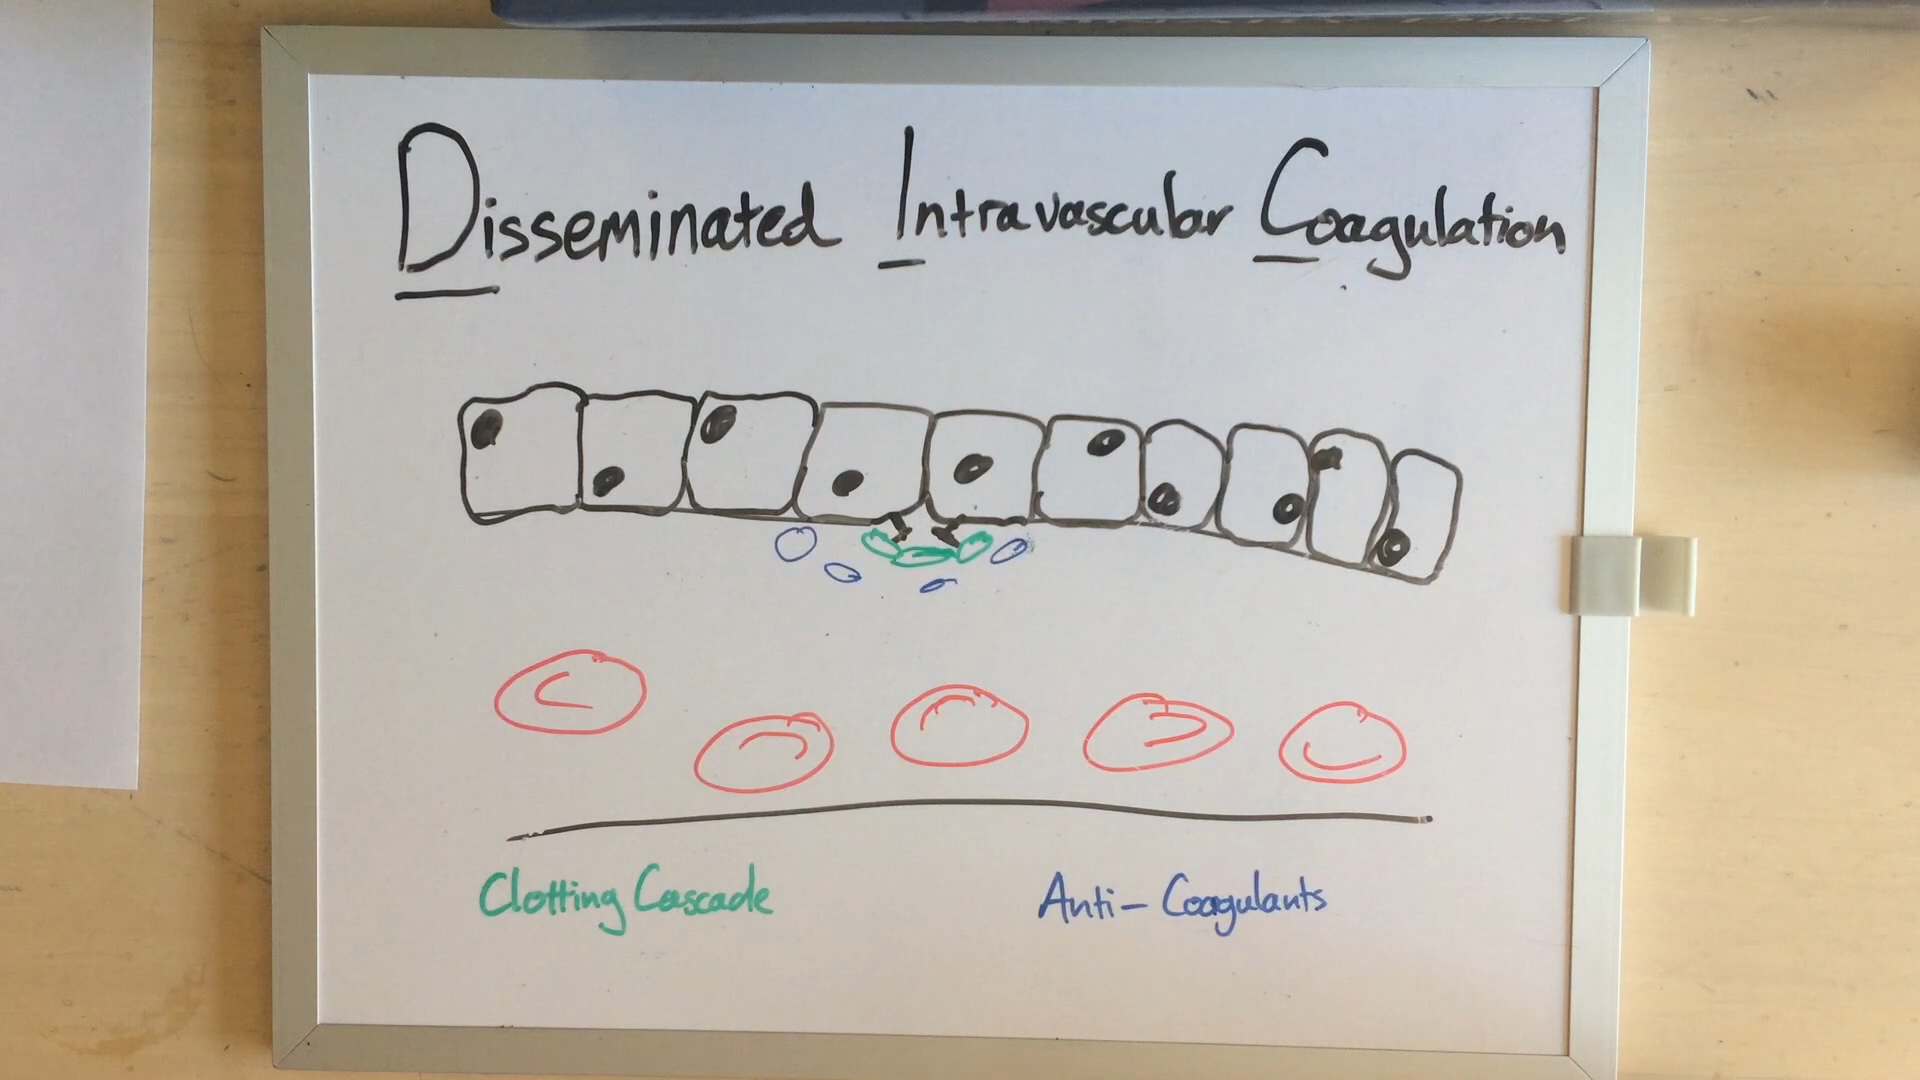 Disseminated Intravascular Coagulation
Clotting Cascade
Anti-Coagulants